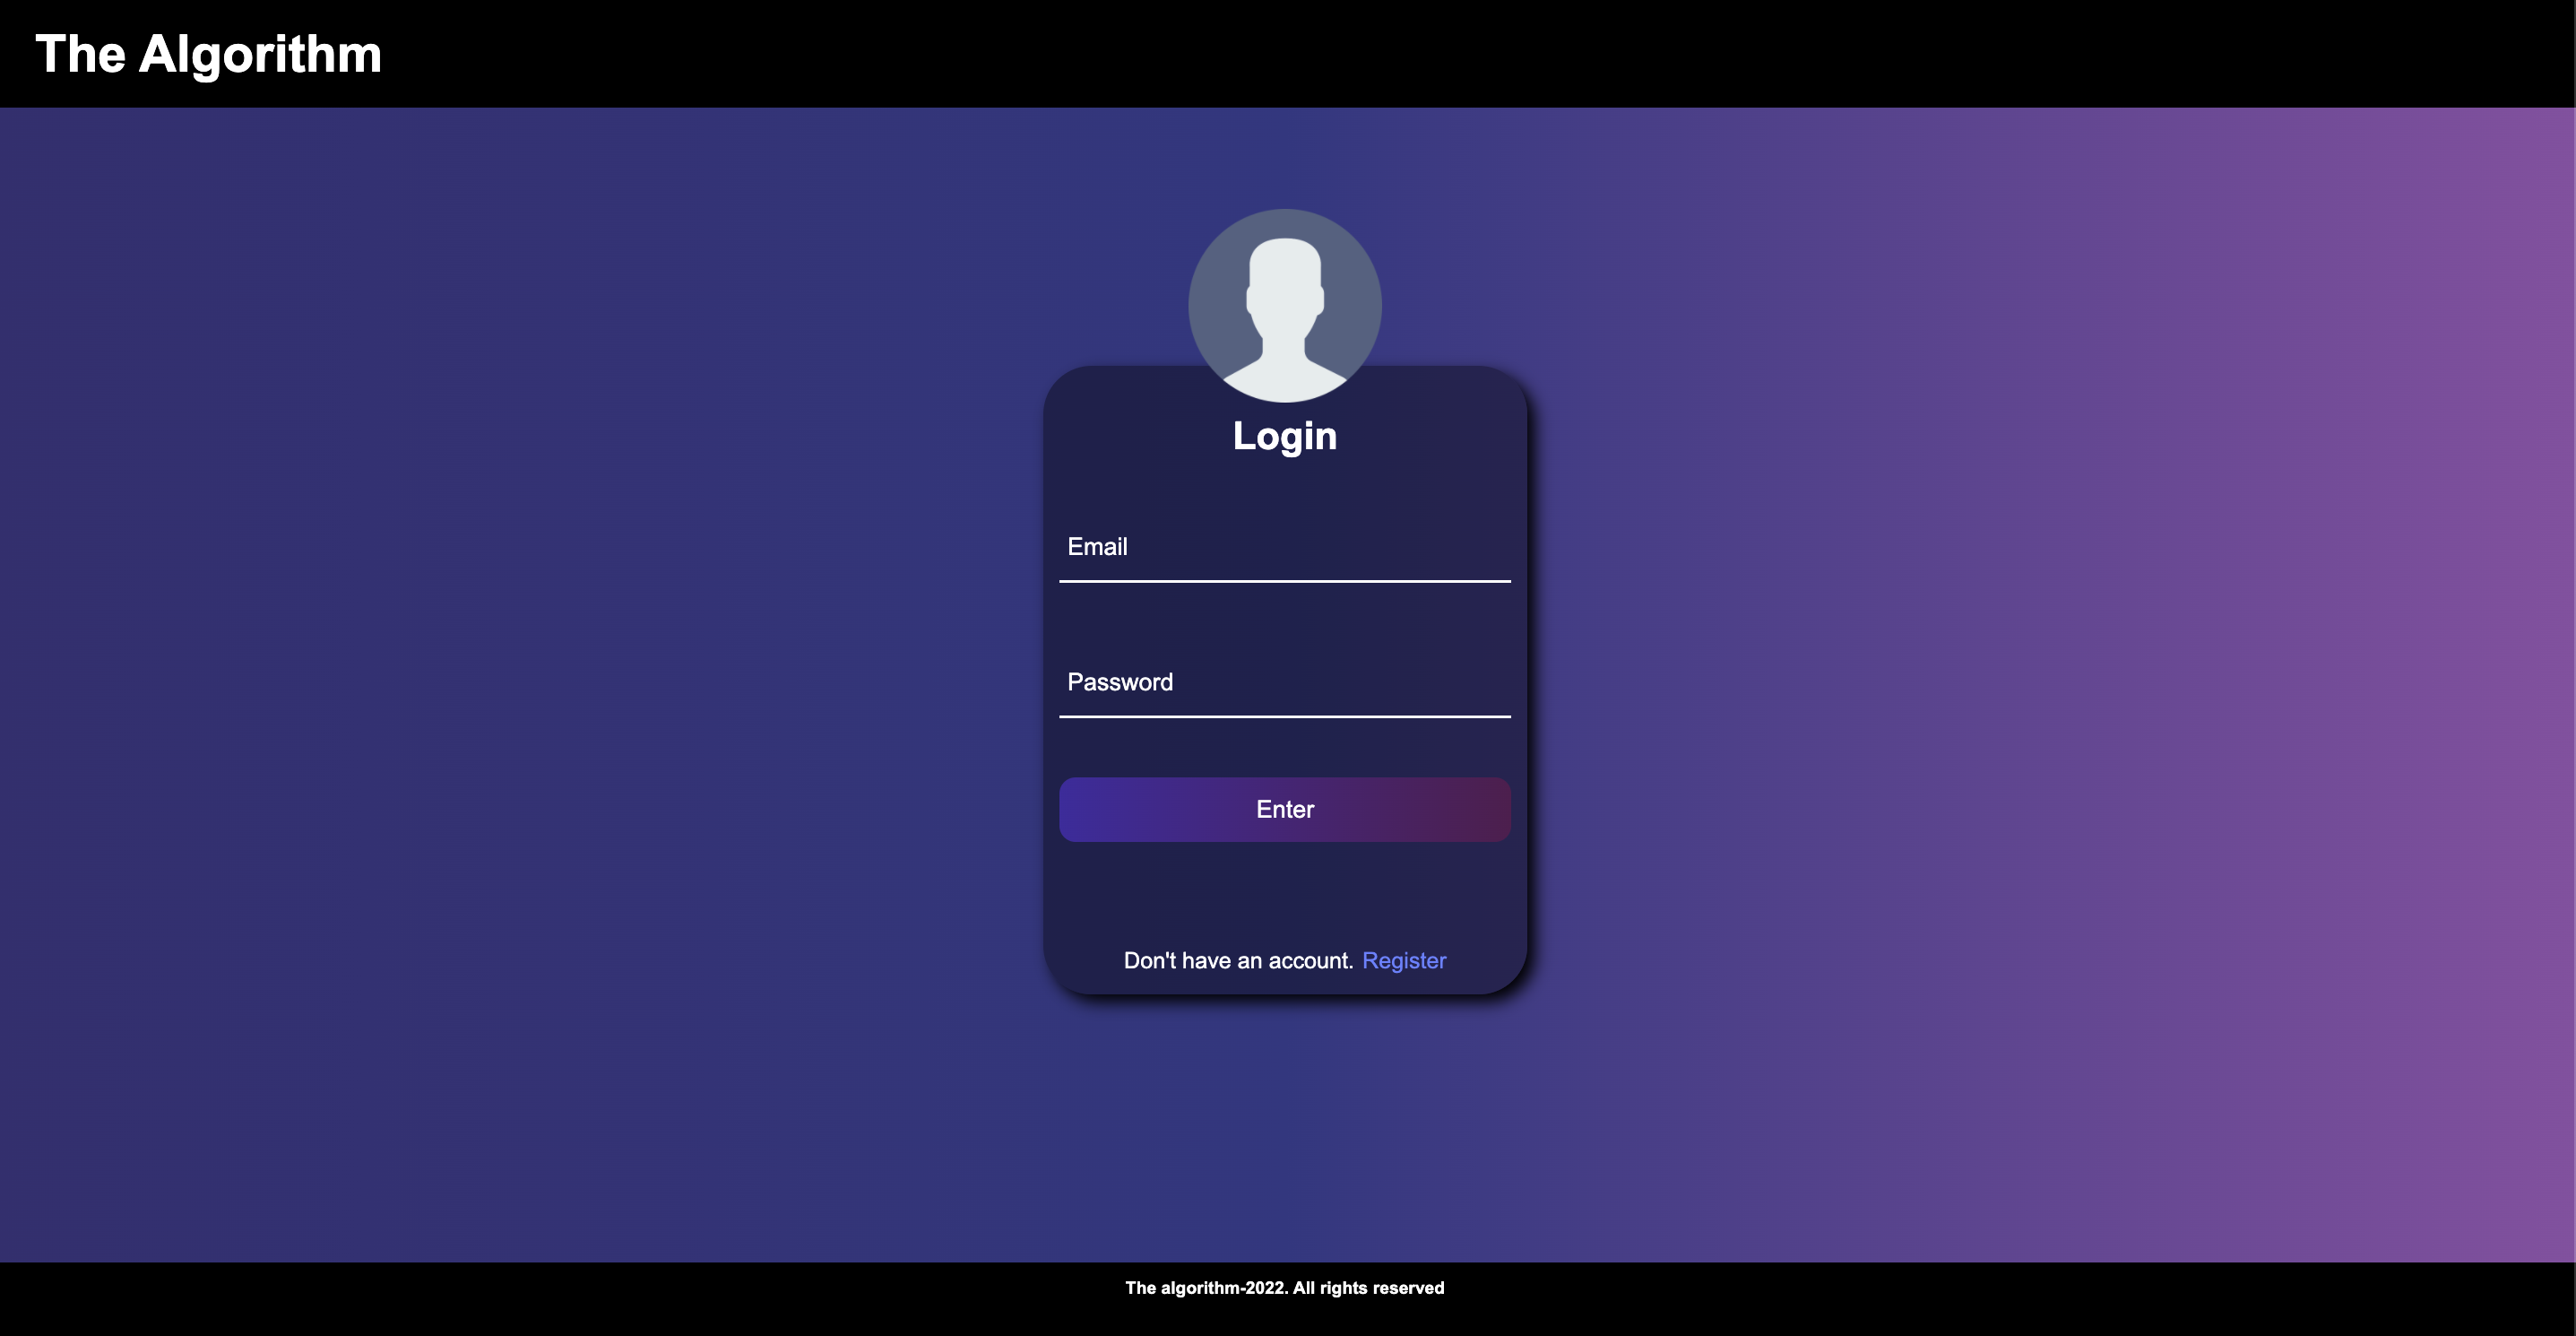 The Algorithm
Login
Email
Password
Enter
Don't have an account. Register
The algorithm-2022. All rights reserved